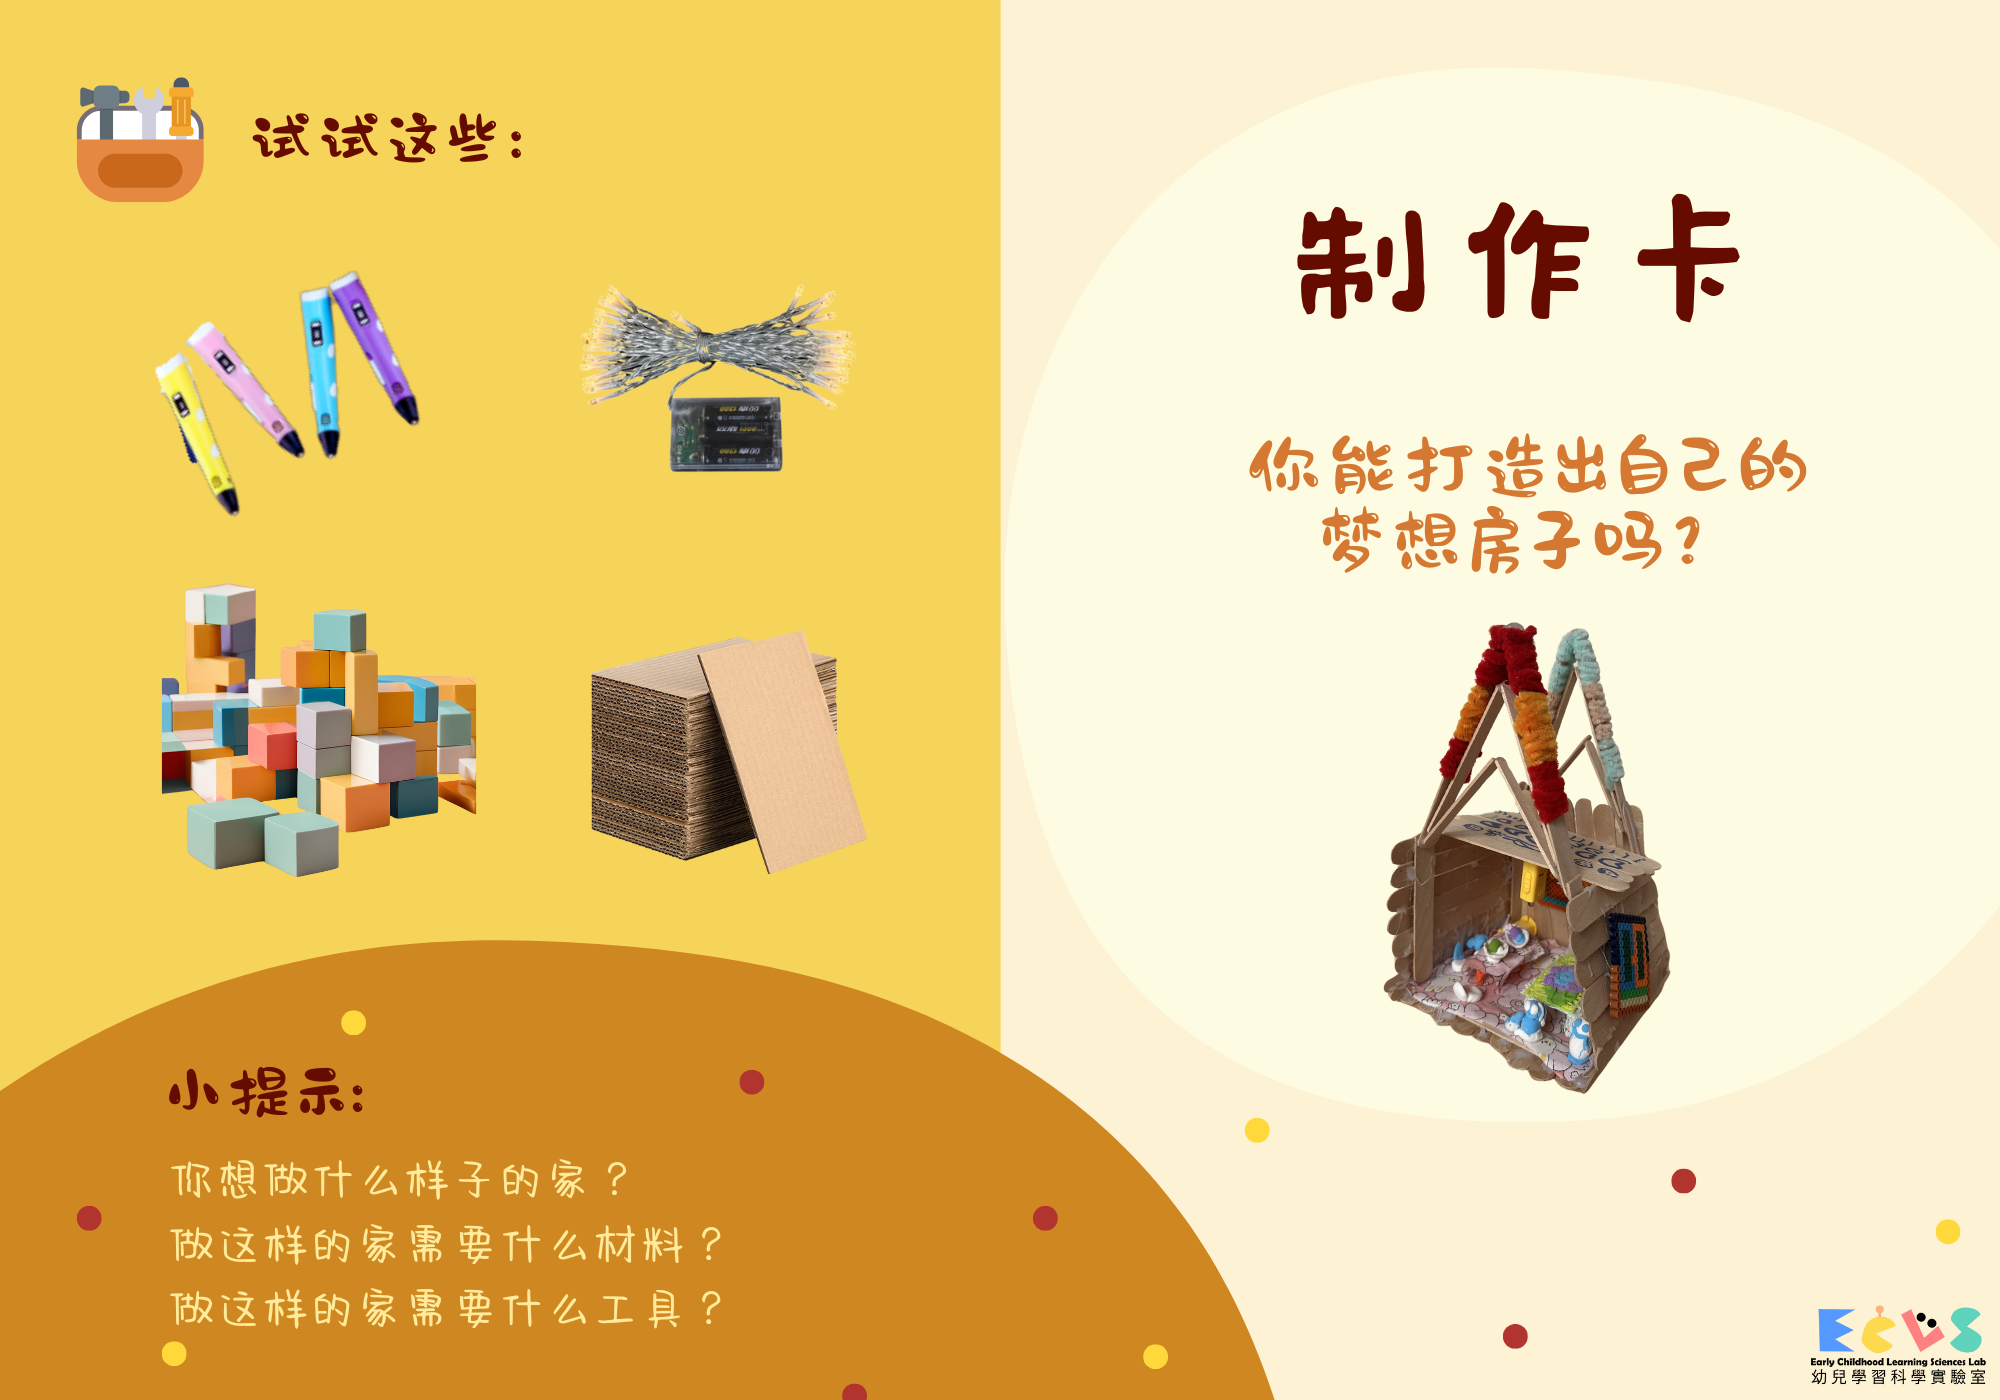 试试这些：
小提示：
你想做什么样子的家？
做这样的家需要什么材料？
做这样的家需要什么工具？
制作卡
你能打造出自己的
梦想房子吗？
ECLS
Early Childhood Learning Sciences Lab
幼兒學習科學實驗室